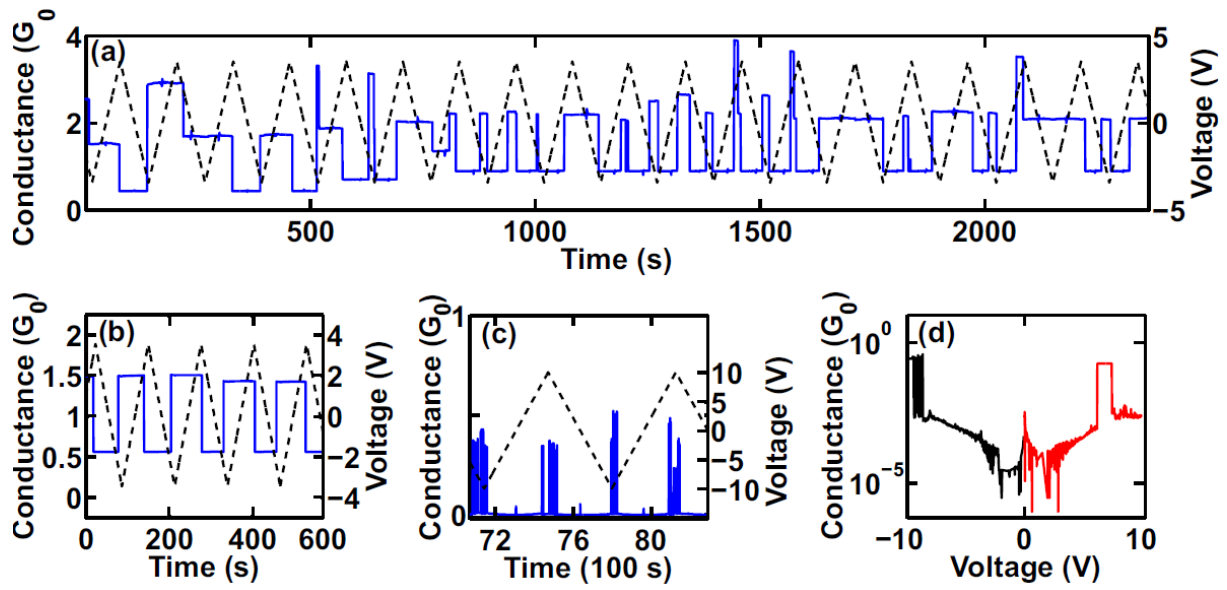 (a)
Conductance (G0
4
2
0
5
0
−5
Voltage (V)
500
1000
1500
2000
Time (s)
(b)
Conductance (G0)
2
1.5
1
0.5
0
4
2
0
−2
−4
Voltage (V)
0
200
400
600
Time (s)
(c)
Conductance (G0)
1
0
10
5
0
−5
−10
Voltage (V)
72
76
80
Time (100 s)
(d)
Conductance (G0)
10^0
10^−5
−10
0
10
Voltage (V)